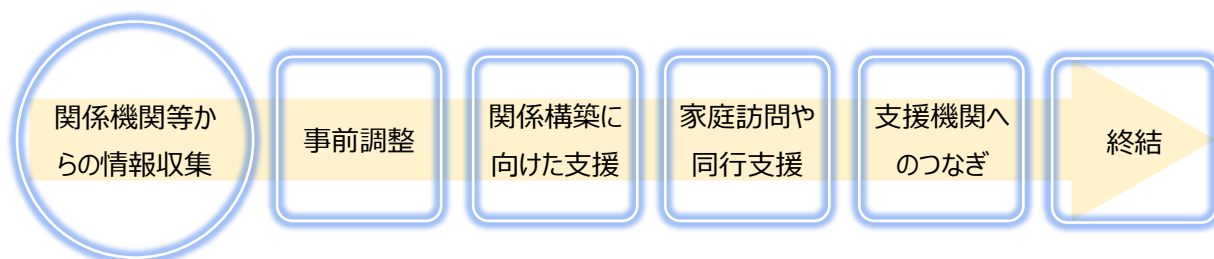 関係機関等か
らの情報収集
事前調整
関係構築に
向けた支援
家庭訪問や
同行支援
支援機関へ
のつなぎ
終結